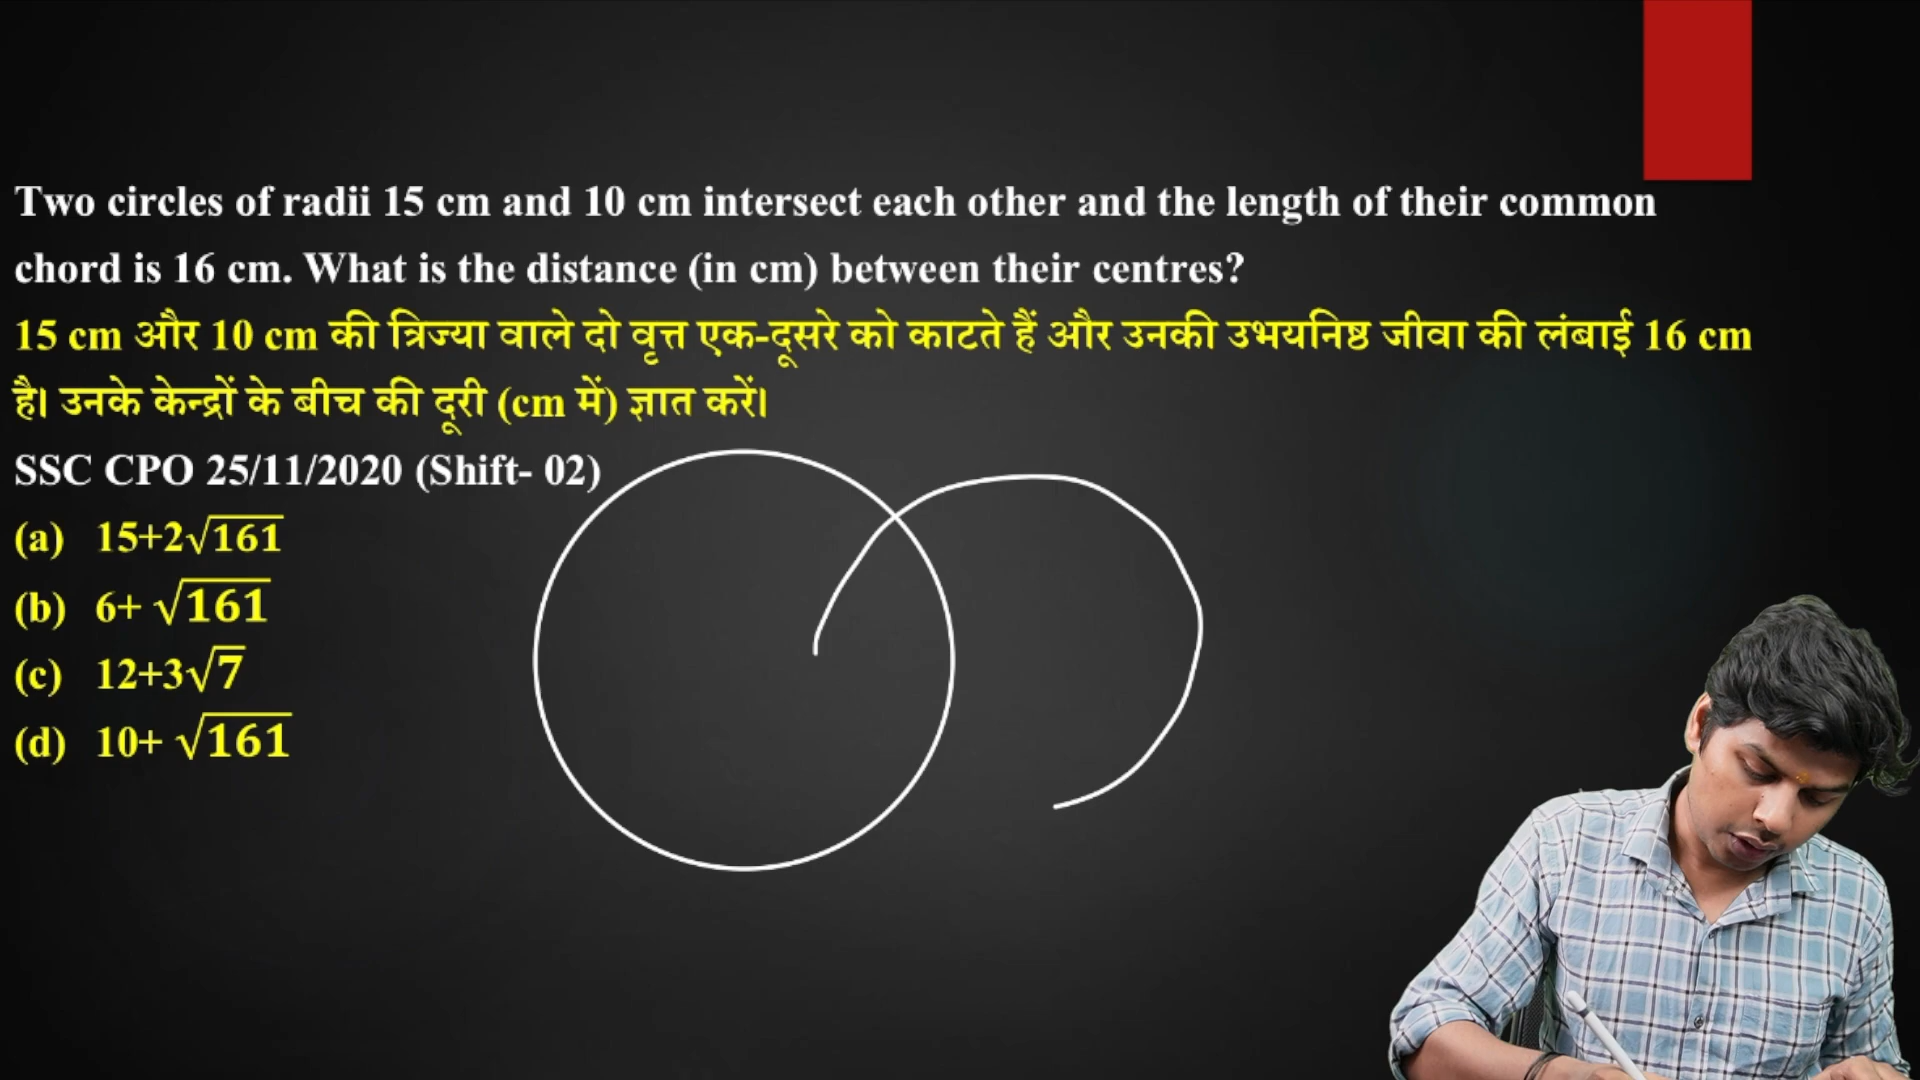 Two circles of radii 15 cm and 10 cm intersect each other and the length of their common
chord is 16 cm. What is the distance (in cm) between their centres?
15 cm और 10 cm की त्रिज्या वाले दो वृत्त एक-दूसरे को काटते हैं और उनकी उभयनिष्ठ जीवा की लंबाई 16 cm
है। उनके केन्द्रों के बीच की दूरी (cm में) ज्ञात करें।
SSC CPO 25/11/2020 (Shift- 02)
(a) 15+2√161
(b) 6+ √161
(c) 12+3√7
(d) 10+ √161